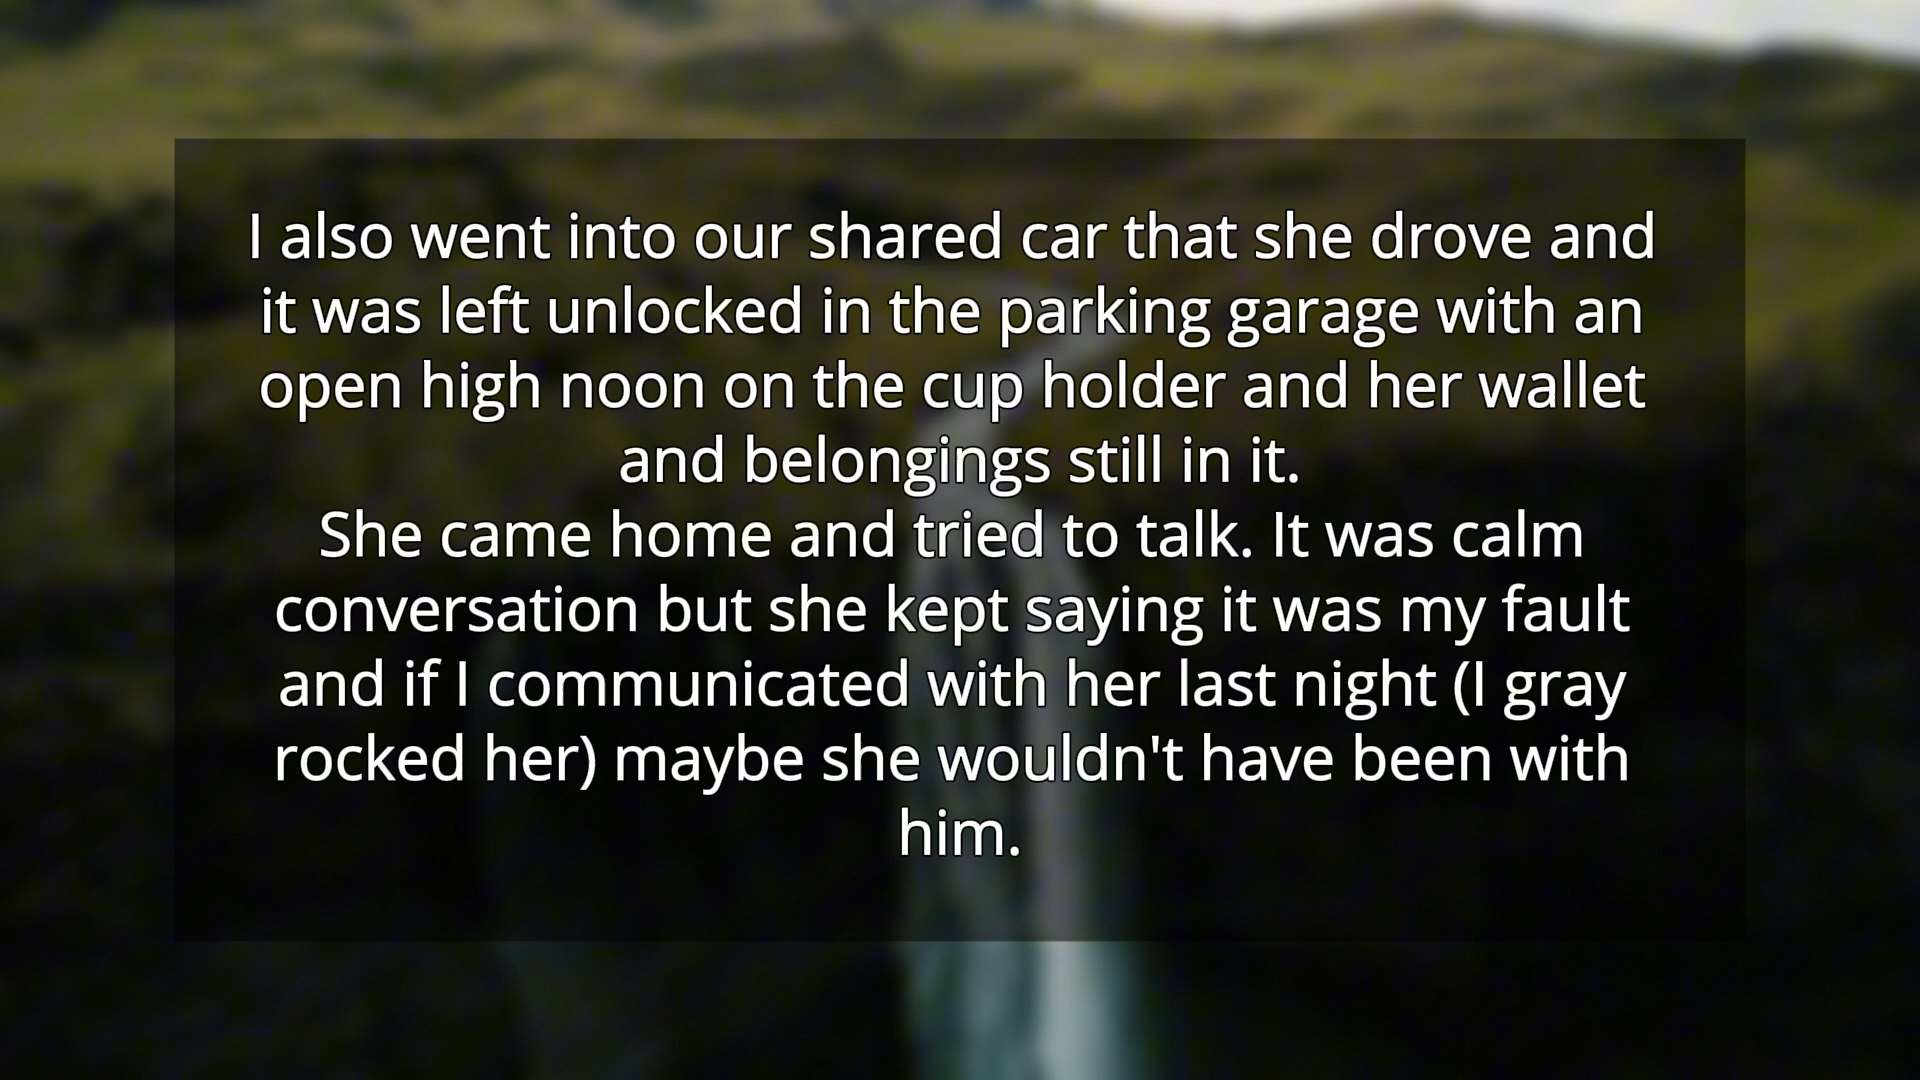 I also went into our shared car that she drove and
it was left unlocked in the parking garage with an
open high noon on the cup holder and her wallet
and belongings still in it.
She came home and tried to talk. It was calm
conversation but she kept saying it was my fault
and if I communicated with her last night (I gray
rocked her) maybe she wouldn't have been with
him.